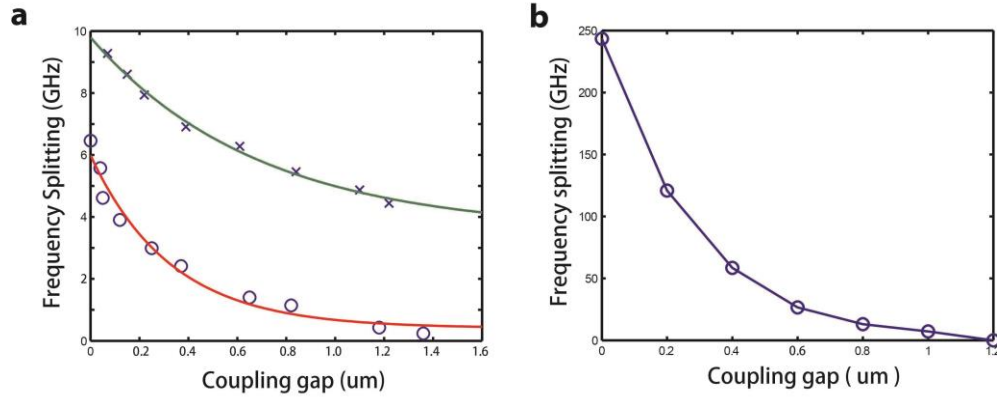 a
Frequency Splitting (GHz)
10
8
6
4
2
0
0 0.2 0.4 0.6 0.8 1.0 1.2 1.4 1.6
Coupling gap (um)
b
Frequency splitting (GHz)
250
200
150
100
50
0
0 0.2 0.4 0.6 0.8 1 1.2
Coupling gap ( um )